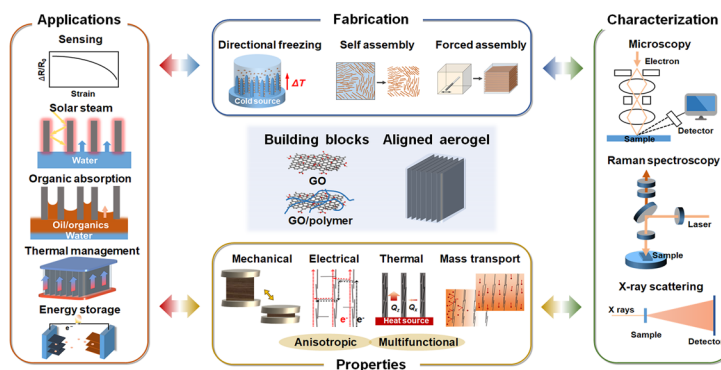 Applications
Sensing
ΔR/R0
Strain
Solar steam
Water
Organic absorption
Oil/organics
Water
Thermal management
Energy storage
e-
Fabrication
Directional freezing
Self assembly
Forced assembly
ΔT
Cold source
Building blocks
Aligned aerogel
GO
GO/polymer
Mechanical
Electrical
Thermal
Mass transport
e-
e-
Heat source
Anisotropic
Multifunctional
Properties
Characterization
Microscopy
Electron
Sample
Detector
Raman spectroscopy
Laser
Sample
X-ray scattering
X rays
Sample
Detector